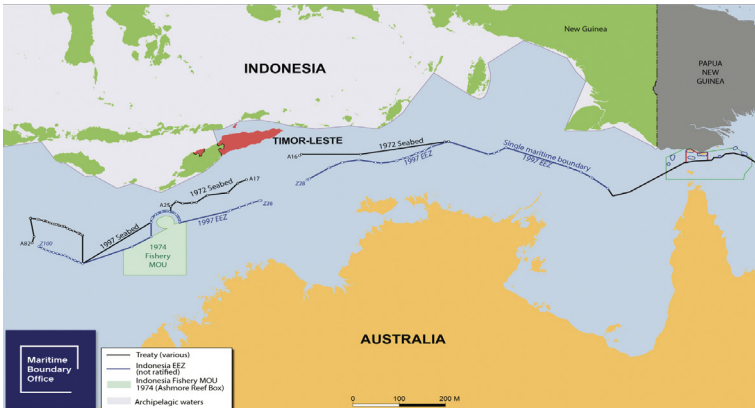 New Guinea
INDONESIA
PAPUA
NEW
GUINEA
TIMOR-LESTE
A16
1972 Seabed
1997 EEZ
Single maritime boundary
1997 EEZ
Z28
1972 Seabed
A17
A25
Z26
1997 EEZ
1997 Seabed
A82
Z100
1974
Fishery
MOU
AUSTRALIA
Maritime
Boundary
Office
Treaty (various)
Indonesia EEZ
(not ratified)
Indonesia Fishery MOU
1974 (Ashmore Reef Box)
Archipelagic waters
0 100 200 M